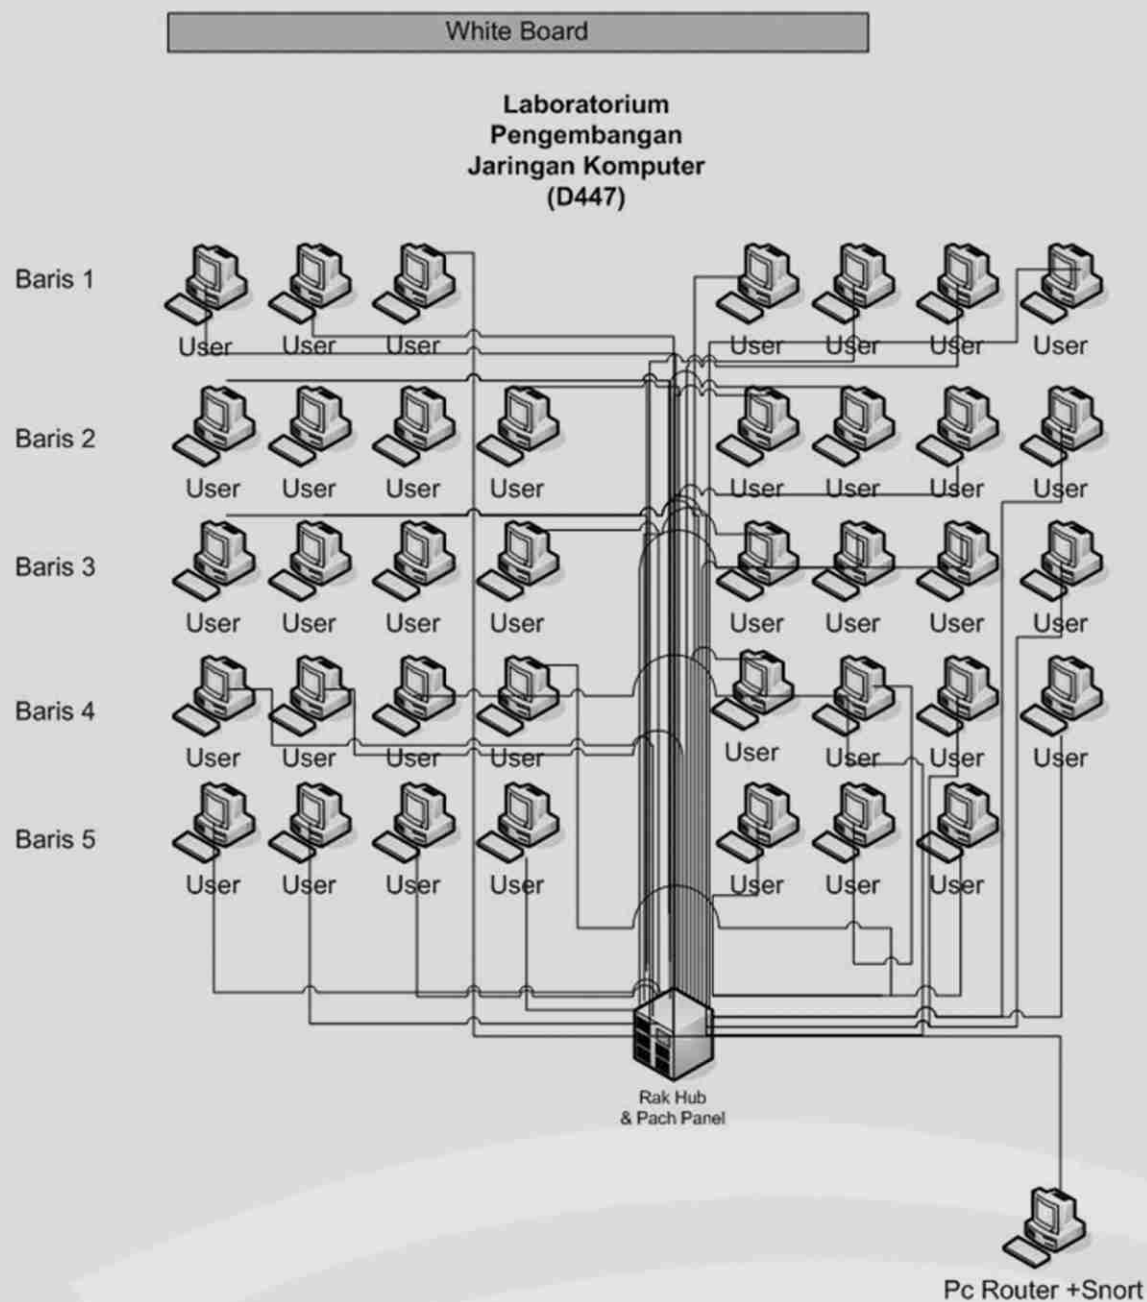 White Board
Laboratorium
Pengembangan
Jaringan Komputer
(D447)
Baris 1
User User User User User User User
Baris 2
User User User User User User User User
Baris 3
User User User User User User User User
Baris 4
User User User User User User User User
Baris 5
User User User User User User User
Rak Hub
& Pach Panel
Pc Router +Snort